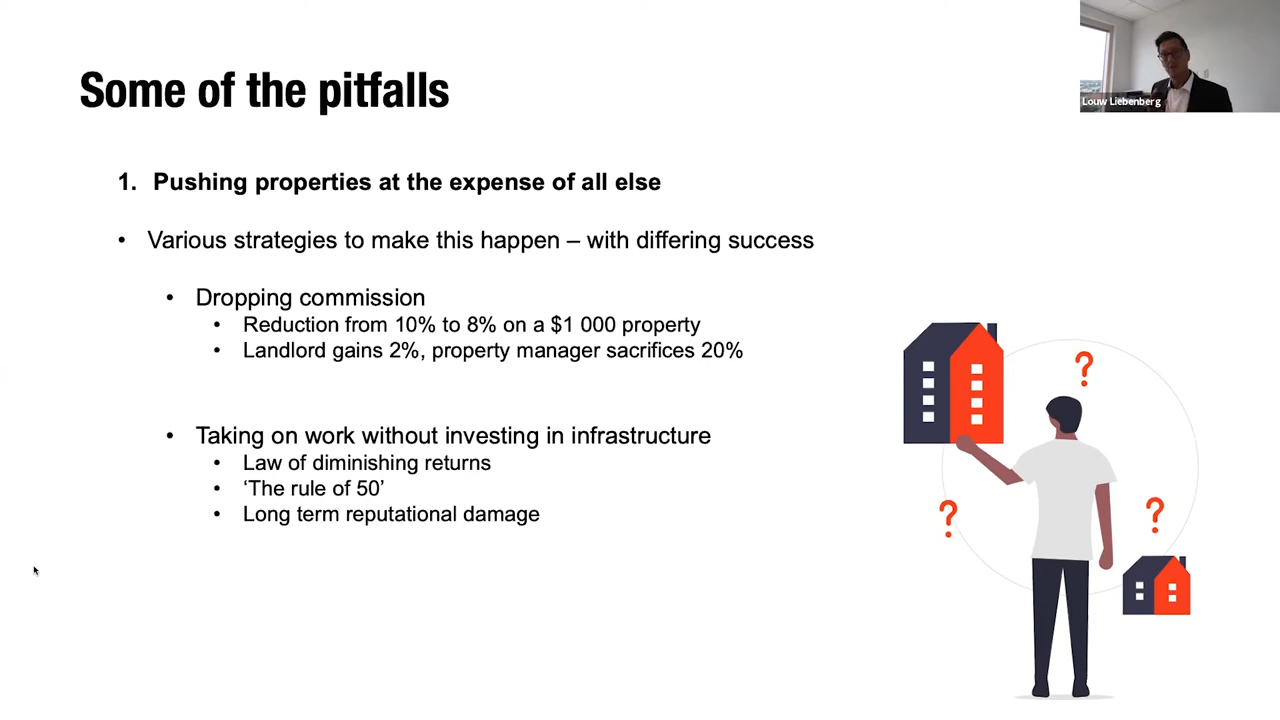 Some of the pitfalls
Louw Liebenberg
1. Pushing properties at the expense of all else
• Various strategies to make this happen – with differing success
• Dropping commission
• Reduction from 10% to 8% on a $1 000 property
• Landlord gains 2%, property manager sacrifices 20%
• Taking on work without investing in infrastructure
• Law of diminishing returns
• ‘The rule of 50’
• Long term reputational damage
?
?
?